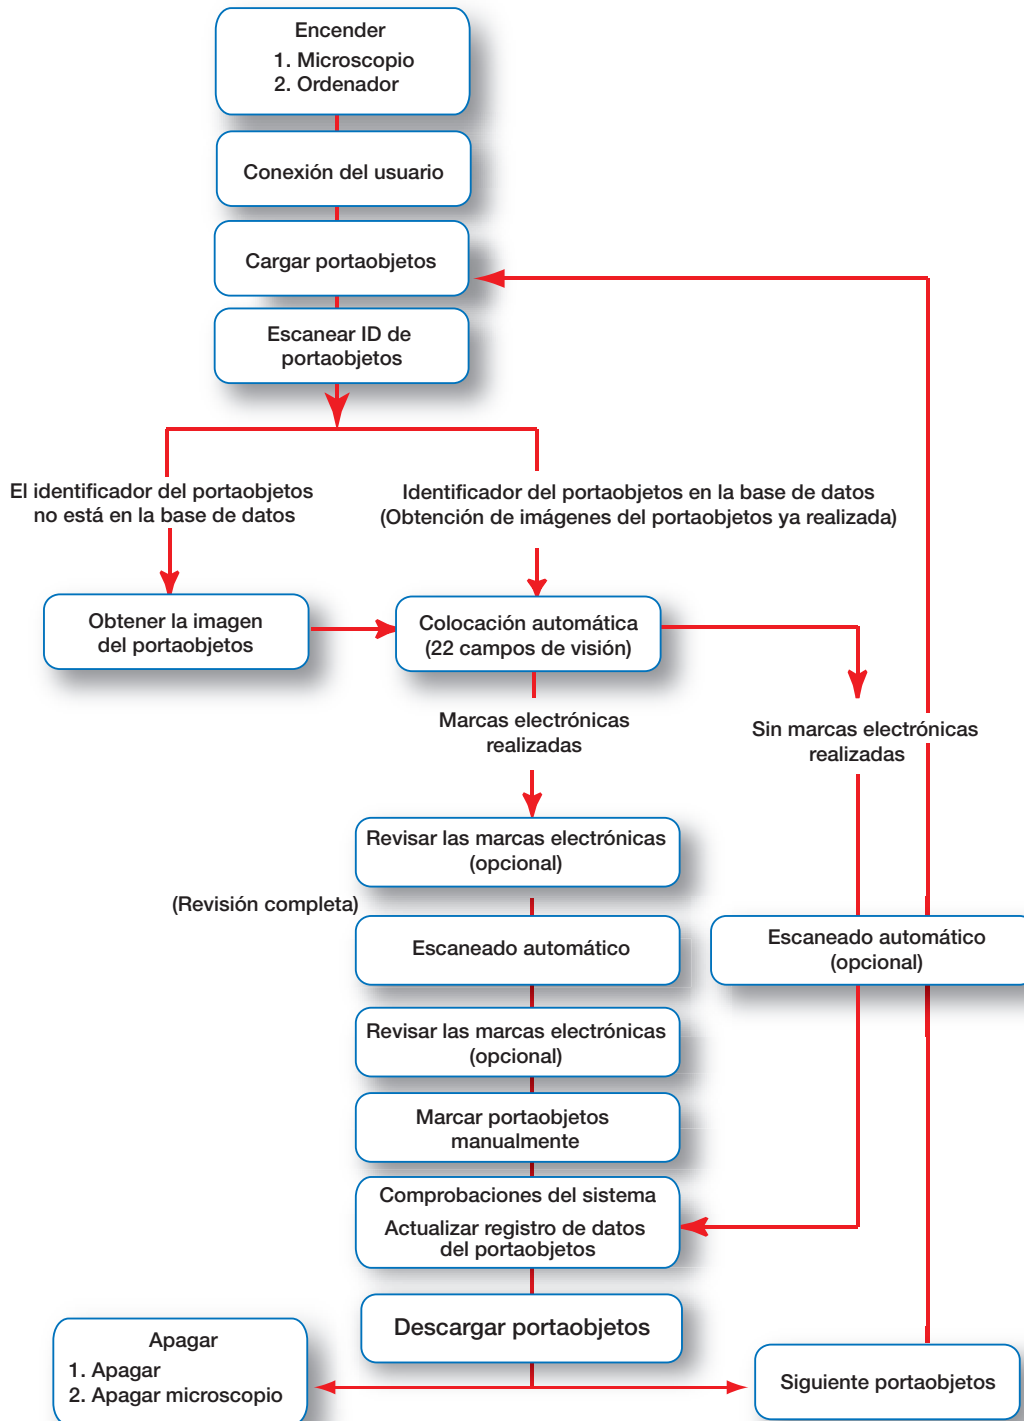 Encender
1. Microscopio
2. Ordenador
Conexión del usuario
Cargar portaobjetos
Escanear ID de
portaobjetos
El identificador del portaobjetos
no está en la base de datos
Identificador del portaobjetos en la base de datos
(Obtención de imágenes del portaobjetos ya realizada)
Obtener la imagen
del portaobjetos
Colocación automática
(22 campos de visión)
Marcas electrónicas
realizadas
Sin marcas electrónicas
realizadas
Revisar las marcas electrónicas
(opcional)
(Revisión completa)
Escaneado automático
Escaneado automático
(opcional)
Revisar las marcas electrónicas
(opcional)
Marcar portaobjetos
manualmente
Comprobaciones del sistema
Actualizar registro de datos
del portaobjetos
Descargar portaobjetos
Apagar
1. Apagar
2. Apagar microscopio
Siguiente portaobjetos